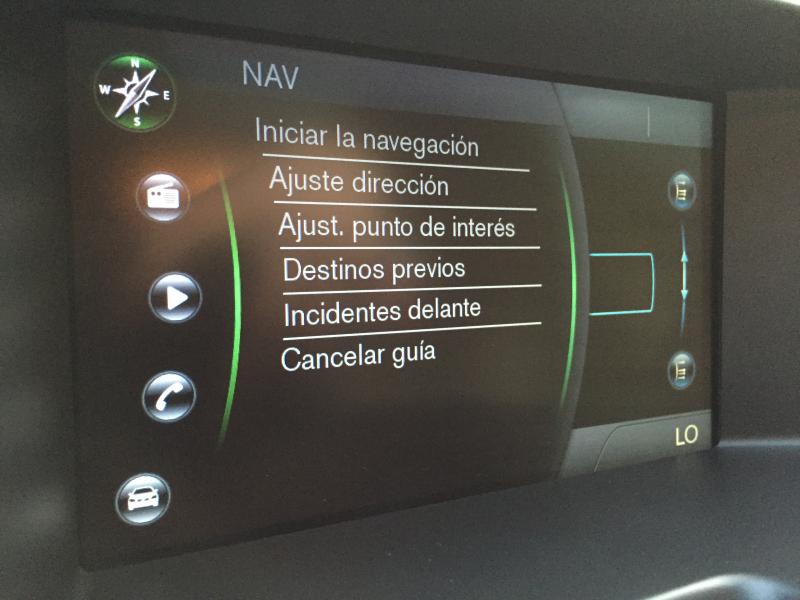 N
W E
S
NAV
Iniciar la navegación
Ajuste dirección
Ajust. punto de interés
Destinos previos
Incidentes delante
Cancelar guía
LO